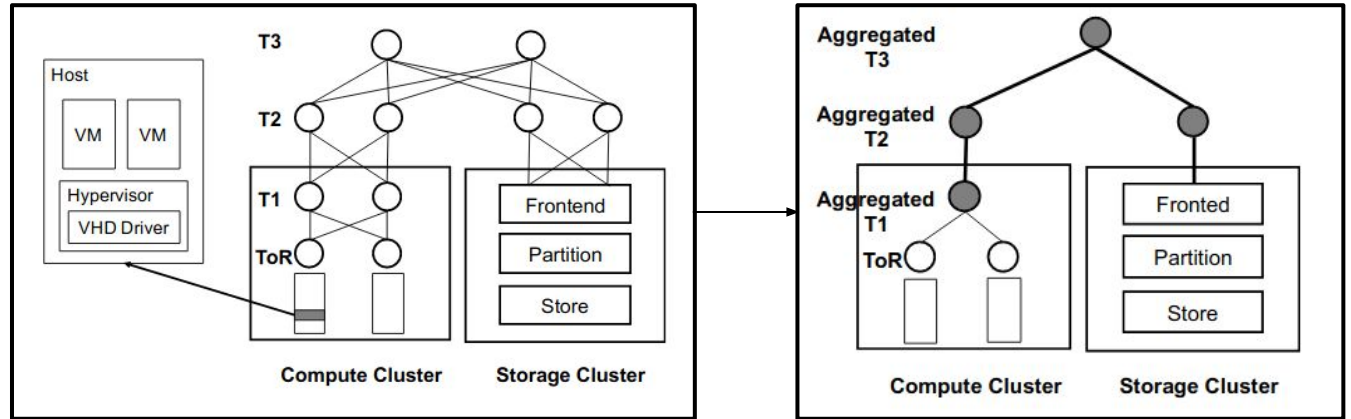 Host
VM
VM
Hypervisor
VHD Driver
T3
T2
T1
ToR
Frontend
Partition
Store
Compute Cluster
Storage Cluster
Aggregated
T3
Aggregated
T2
Aggregated
T1
ToR
Fronted
Partition
Store
Compute Cluster
Storage Cluster